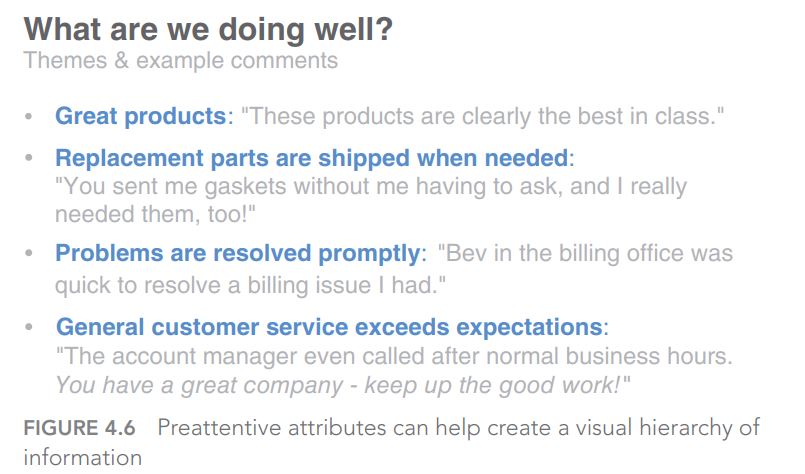 What are we doing well?
Themes & example comments
• Great products: "These products are clearly the best in class."
• Replacement parts are shipped when needed:
"You sent me gaskets without me having to ask, and I really
needed them, too!"
• Problems are resolved promptly: "Bev in the billing office was
quick to resolve a billing issue I had."
• General customer service exceeds expectations:
"The account manager even called after normal business hours.
You have a great company - keep up the good work!"
FIGURE 4.6 Preattentive attributes can help create a visual hierarchy of
information